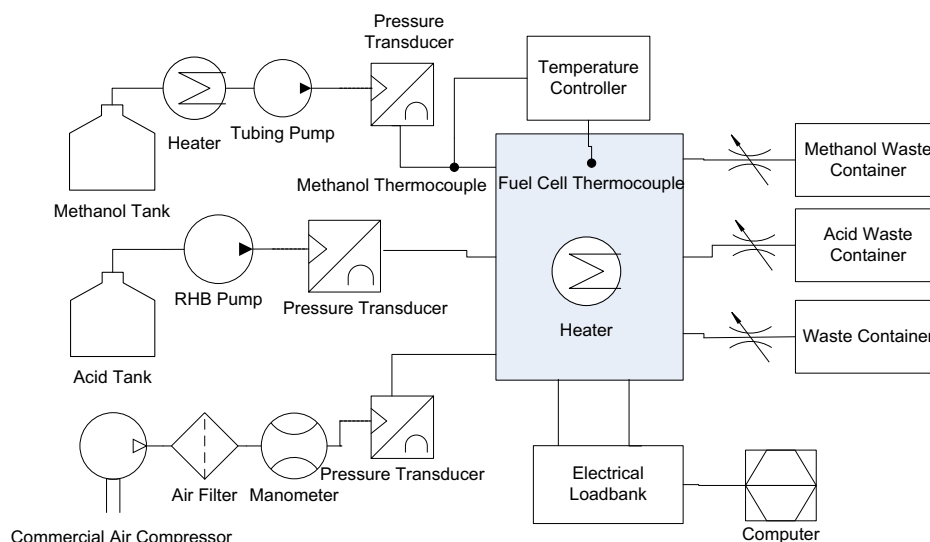 Pressure
Transducer
Temperature
Controller
Heater
Tubing Pump
Methanol Tank
Methanol Thermocouple
Fuel Cell Thermocouple
Methanol Waste
Container
RHB Pump
Pressure Transducer
Acid Tank
Heater
Acid Waste
Container
Waste Container
Air Filter
Manometer
Pressure Transducer
Commercial Air Compressor
Electrical
Loadbank
Computer